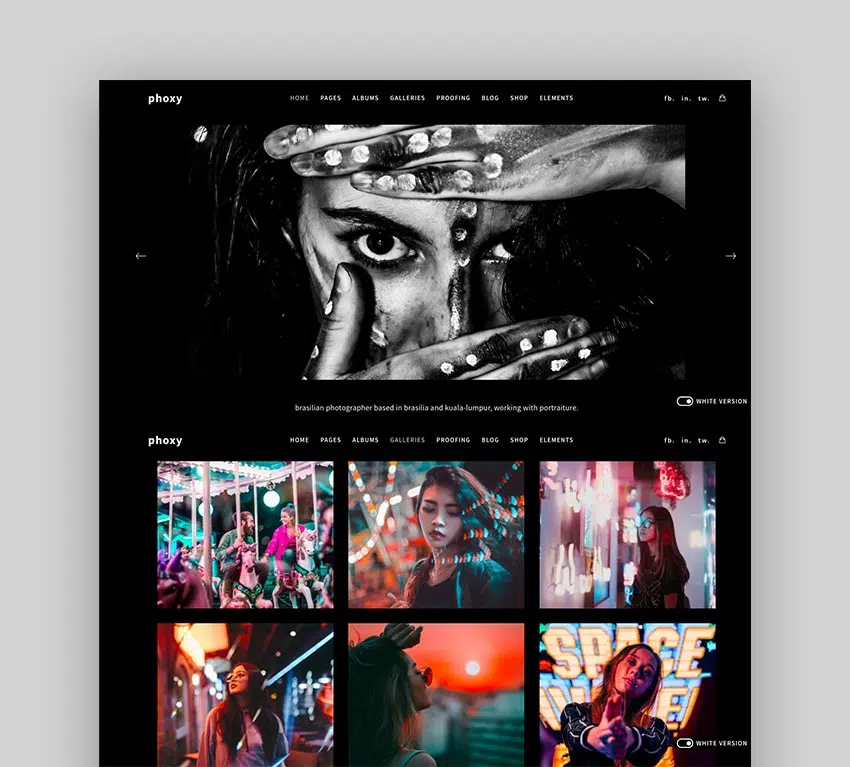 phoxy HOME PAGES ALBUMS GALLERIES PROOFING BLOG SHOP ELEMENTS fb. in. tw.
WHITE VERSION
brasilian photographer based in brasília and kuala-lumpur, working with portraiture.
phoxy HOME PAGES ALBUMS GALLERIES PROOFING BLOG SHOP ELEMENTS fb. in. tw.
SPACE
WHITE VERSION